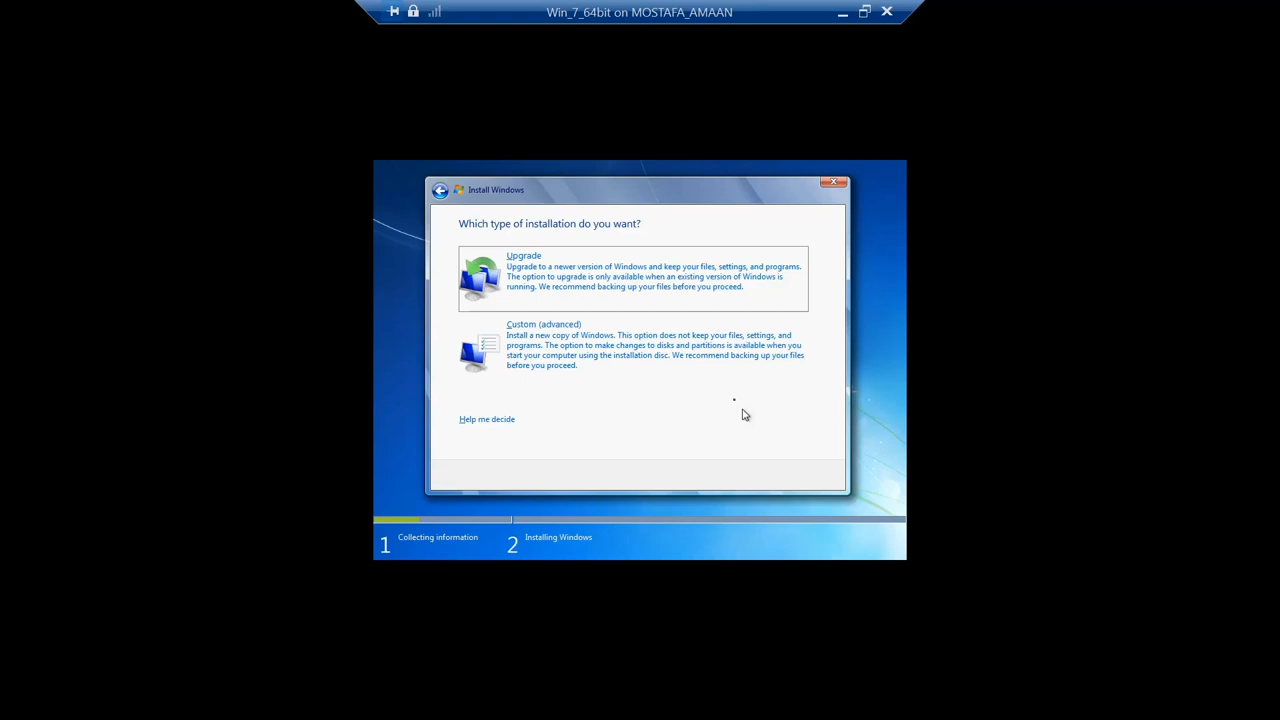 Win_7_64bit on MOSTAFA_AMAAN
Install Windows
Which type of installation do you want?
Upgrade
Upgrade to a newer version of Windows and keep your files, settings, and programs.
The option to upgrade is only available when an existing version of Windows is
running. We recommend backing up your files before you proceed.
Custom (advanced)
Install a new copy of Windows. This option does not keep your files, settings, and
programs. The option to make changes to disks and partitions is available when you
start your computer using the installation disc. We recommend backing up your files
before you proceed.
Help me decide
1 Collecting information
2 Installing Windows